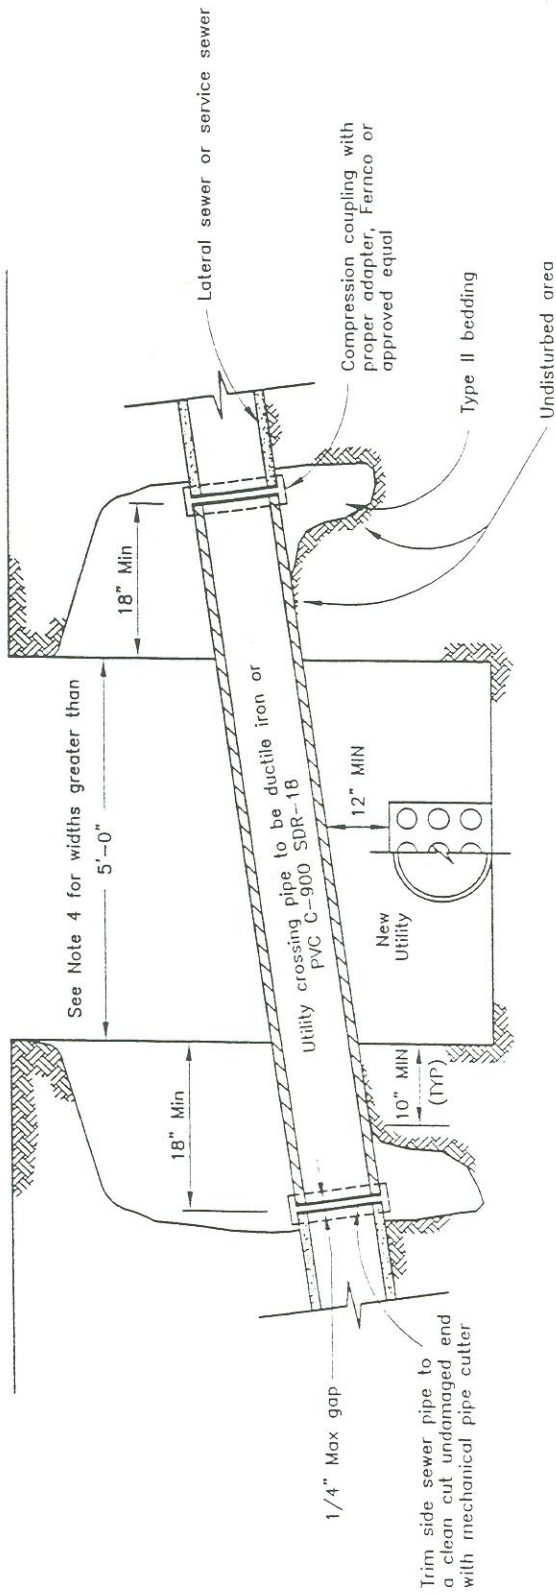 Lateral sewer or service sewer
Compression coupling with
proper adapter, Fernco or
approved equal
Type II bedding
Undisturbed area
18" Min
See Note 4 for widths greater than
5'-0"
Utility crossing pipe to be ductile iron or
PVC C-900 SDR-18
12" MIN
New
Utility
18" Min
10" MIN
(TYP)
1/4" Max gap
Trim side sewer pipe to
a clean cut undamaged end
with mechanical pipe cutter